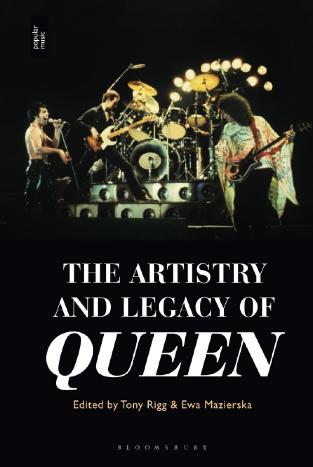 popular
music
THE ARTISTRY
AND LEGACY OF
QUEEN
Edited by Tony Rigg & Ewa Mazierska
BLOOMSBURY